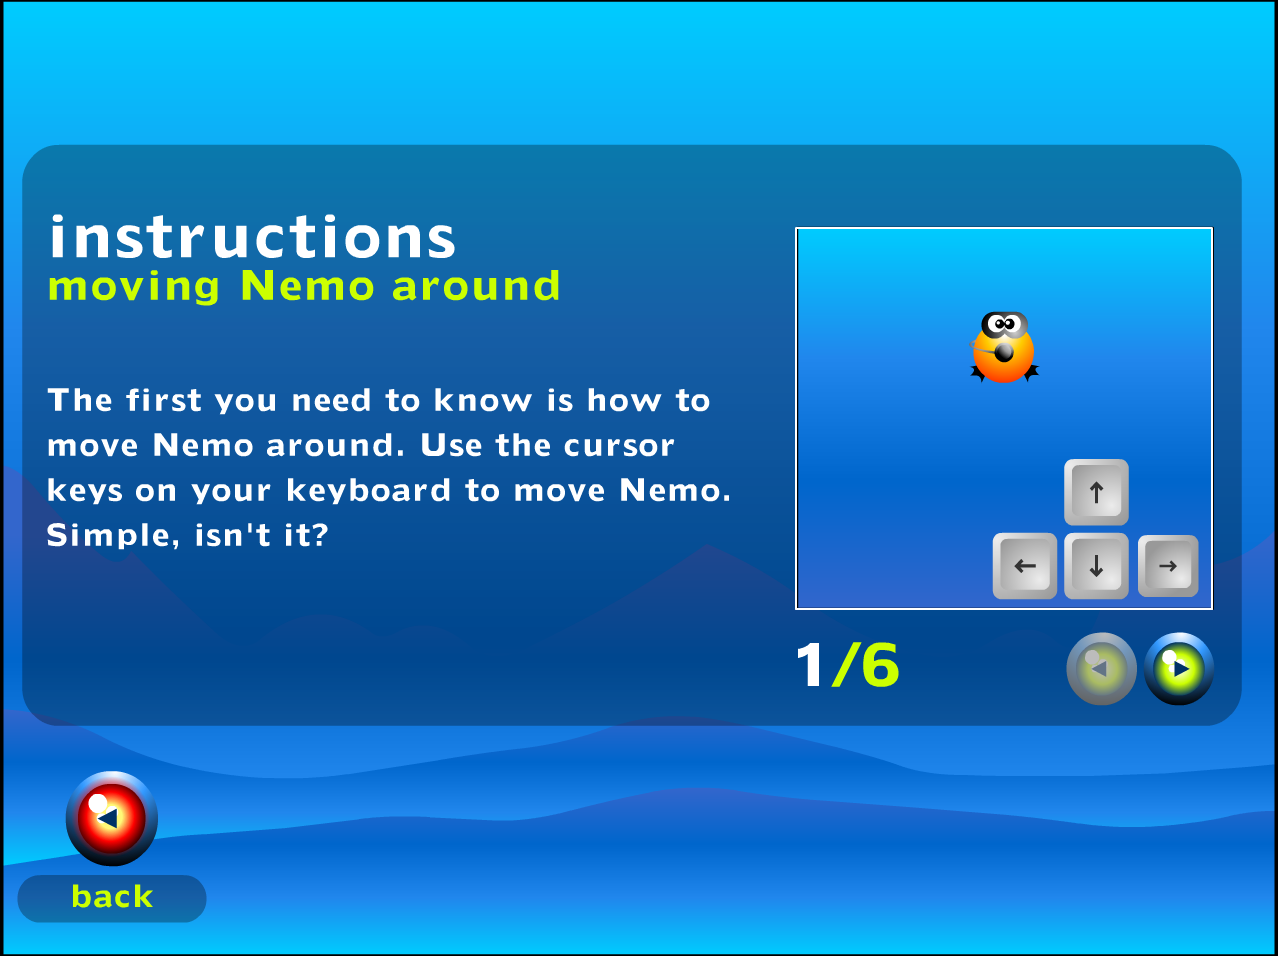 instructions
moving Nemo around
The first you need to know is how to
move Nemo around. Use the cursor
keys on your keyboard to move Nemo.
Simple, isn't it?
↑
← ↓ →
1/6
back